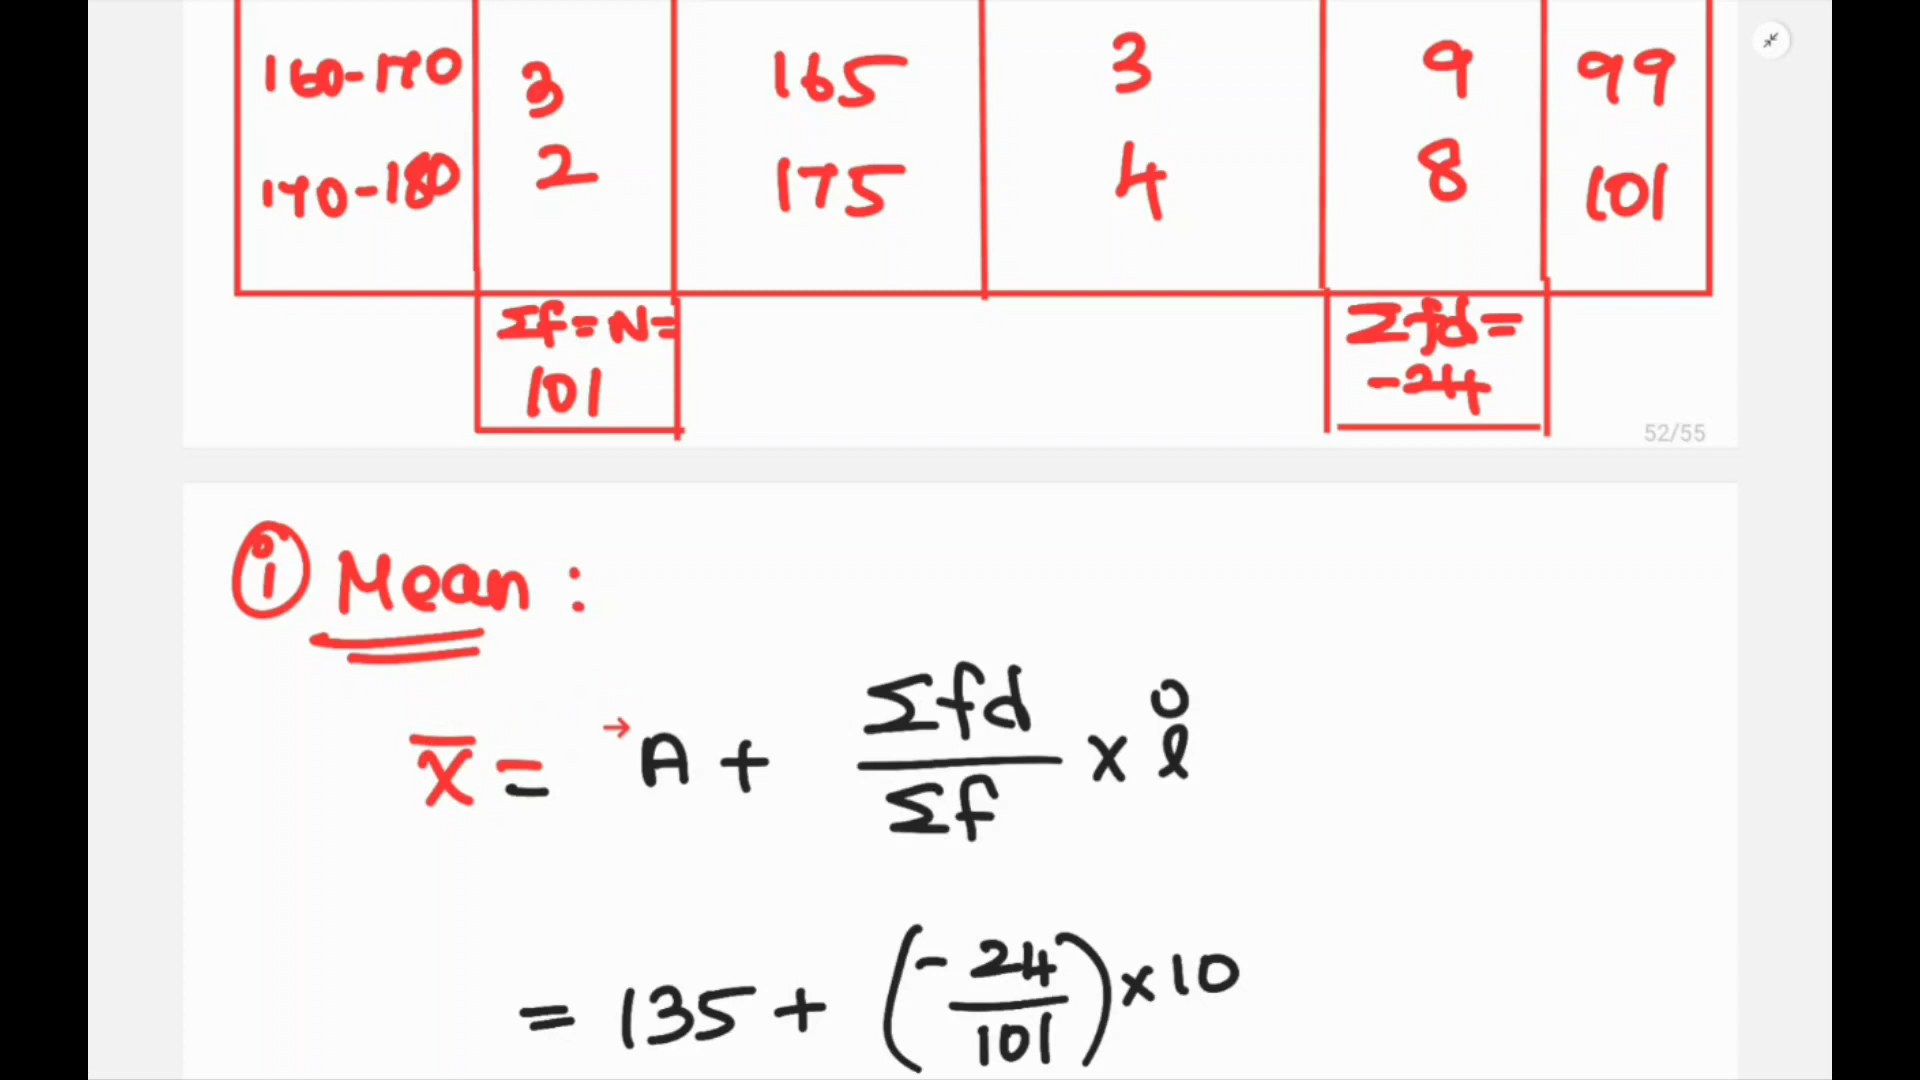 160-170 3 165 3 9 99
170-180 2 175 4 8 101
Σf=N= Σfd=
101 -24
52/55
i Mean :
x̄ = → A + Σfd/Σf × i
= 135 + (-24/101) × 10